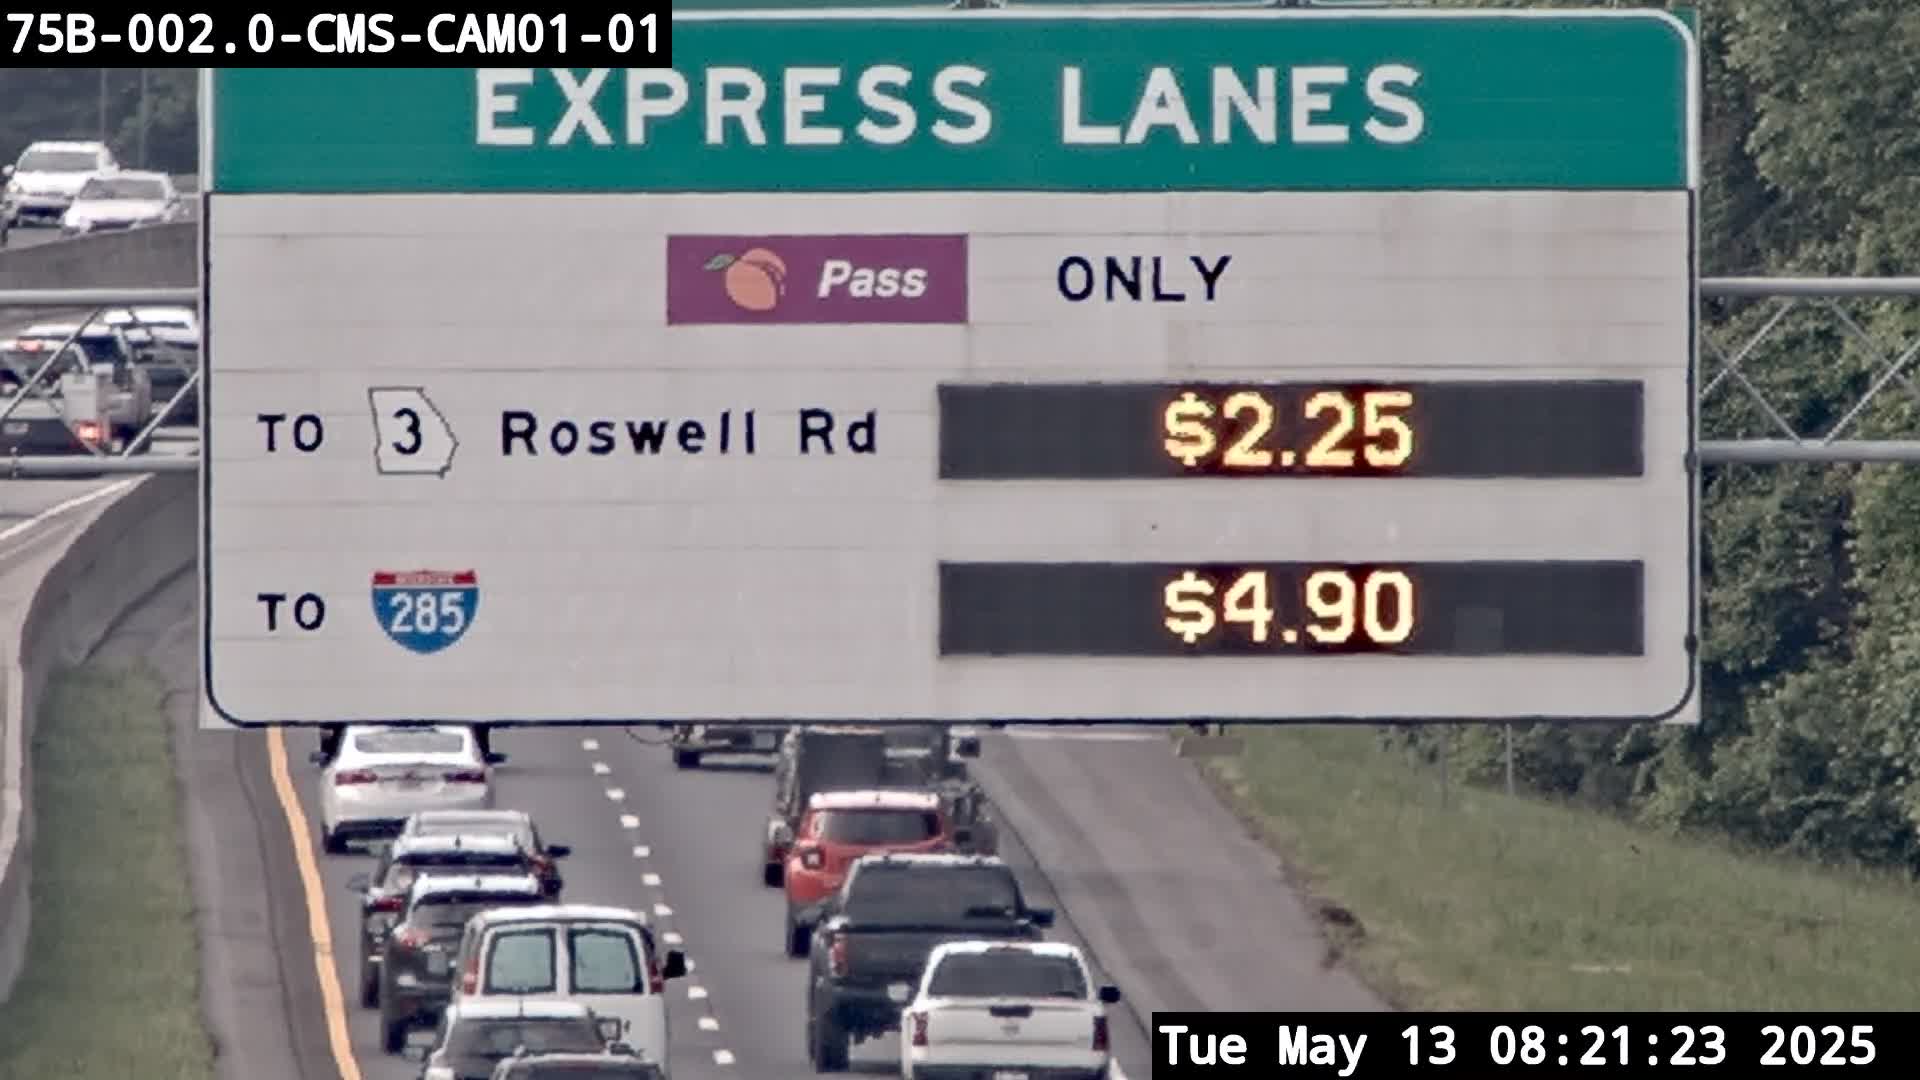 75B-002.0-CMS-CAM01-01
EXPRESS LANES
Pass ONLY
TO 3 Roswell Rd $2.25
TO INTERSTATE 285 $4.90
Tue May 13 08:21:23 2025